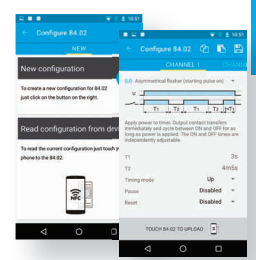 10:51
Configure 84.02
NEW
New configuration
To create a new configuration for 84.02
just click on the button on the right.
Read configuration from devi
To read the current configuration just touch y
phone to the 84.02.
NFC
10:51
Configure 84.02
CHANNEL 1
CHANN
Asymmetrical flasher (starting pulse on)
U
T1 T2 T1 T2
Apply power to timer. Output contact transfers
immediately and cycle between ON and OFF for as
long as power is applied. The ON and OFF times are
independently adjustable.
T1 3s
T2 4m5s
Timing mode Up
Pause Disabled
Reset Disabled
TOUCH 84.02 TO UPLOAD